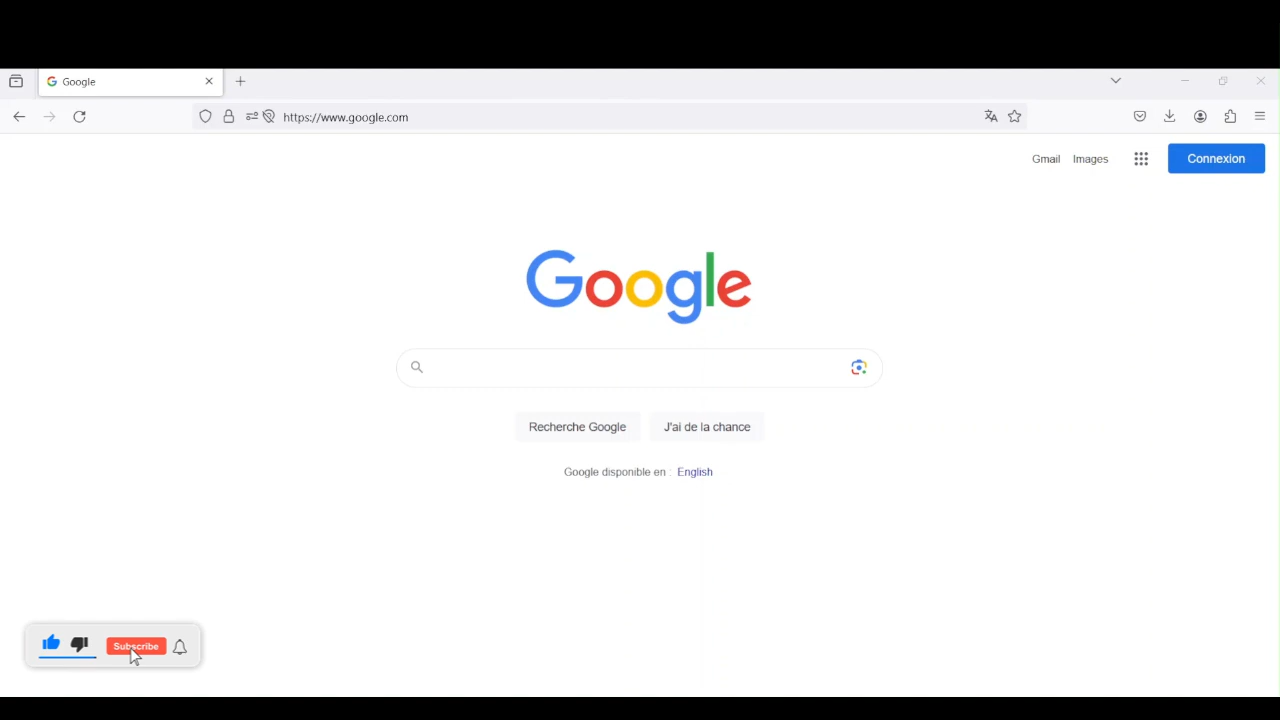 Google
https://www.google.com
Gmail Images
Connexion
Google
Recherche Google
J'ai de la chance
Google disponible en : English
Subscribe